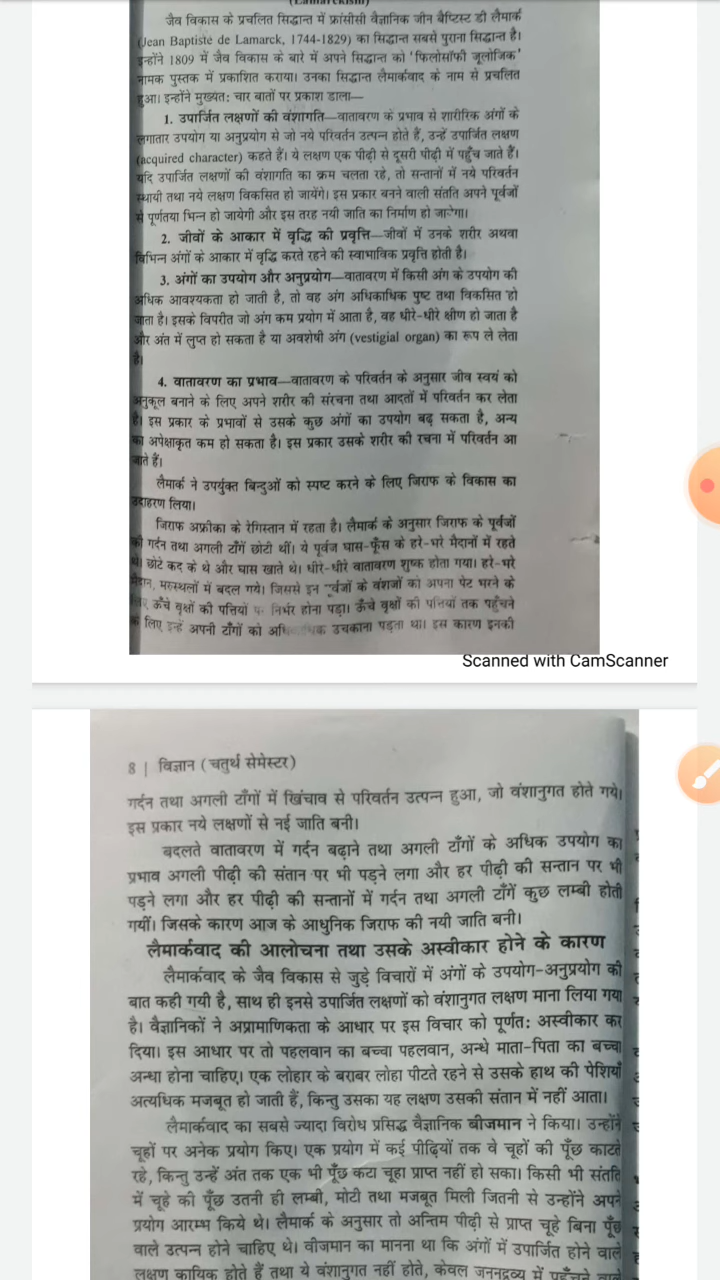 (Lamarckism)
जैव विकास के प्रचलित सिद्धान्त में फ्रांसीसी वैज्ञानिक जीन बैप्टिस्ट डी लैमार्क
(Jean Baptiste de Lamarck, 1744-1829) का सिद्धान्त सबसे पुराना सिद्धान्त है।
इन्होंने 1809 में जैव विकास के बारे में अपने सिद्धान्त को 'फिलोसॉफी जूलोजिक'
नामक पुस्तक में प्रकाशित कराया। उनका सिद्धान्त लैमार्कवाद के नाम से प्रचलित
हुआ। इन्होंने मुख्यतः चार बातों पर प्रकाश डाला—
1. उपार्जित लक्षणों की वंशागति—वातावरण के प्रभाव से शारीरिक अंगों के
लगातार उपयोग या अनुप्रयोग से जो नये परिवर्तन उत्पन्न होते हैं, उन्हें उपार्जित लक्षण
(acquired character) कहते हैं। ये लक्षण एक पीढ़ी से दूसरी पीढ़ी में पहुँच जाते हैं।
यदि उपार्जित लक्षणों की वंशागति का क्रम चलता रहे, तो सन्तानों में नये परिवर्तन
स्थायी तथा नये लक्षण विकसित हो जायेंगे। इस प्रकार बनने वाली संतति अपने पूर्वजों
से पूर्णतया भिन्न हो जायेगी और इस तरह नयी जाति का निर्माण हो जायेगा।
2. जीवों के आकार में वृद्धि की प्रवृत्ति—जीवों में उनके शरीर अथवा
विभिन्न अंगों के आकार में वृद्धि करते रहने की स्वाभाविक प्रवृत्ति होती है।
3. अंगों का उपयोग और अनुप्रयोग—वातावरण में किसी अंग के उपयोग की
अधिक आवश्यकता हो जाती है, तो वह अंग अधिकाधिक पुष्ट तथा विकसित हो
जाता है। इसके विपरीत जो अंग कम प्रयोग में आता है, वह धीरे-धीरे क्षीण हो जाता है
और अंत में लुप्त हो सकता है या अवशेषी अंग (vestigial organ) का रूप ले लेता
है।
4. वातावरण का प्रभाव—वातावरण के परिवर्तन के अनुसार जीव स्वयं को
अनुकूल बनाने के लिए अपने शरीर की संरचना तथा आदतों में परिवर्तन कर लेता
है। इस प्रकार के प्रभावों से उसके कुछ अंगों का उपयोग बढ़ सकता है, अन्य
का अपेक्षाकृत कम हो सकता है। इस प्रकार उसके शरीर की रचना में परिवर्तन आ
जाते हैं।
लैमार्क ने उपर्युक्त बिन्दुओं को स्पष्ट करने के लिए जिराफ के विकास का
उदाहरण लिया।
जिराफ अफ्रीका के रेगिस्तान में रहता है। लैमार्क के अनुसार जिराफ के पूर्वजों
की गर्दन तथा अगली टाँगें छोटी थीं। ये पूर्वज घास-फूँस के हरे-भरे मैदानों में रहते
थे। छोटे कद के थे और घास खाते थे। धीरे-धीरे वातावरण शुष्क होता गया। हरे-भरे
मैदान, मरुस्थलों में बदल गये। जिससे इन पूर्वजों के वंशजों को अपना पेट भरने के
लिए ऊँचे वृक्षों की पत्तियों पर निर्भर होना पड़ा। ऊँचे वृक्षों की पत्तियों तक पहुँचने
के लिए इन्हें अपनी टाँगों को अधिकाधिक उचकाना पड़ता था। इस कारण इनकी
Scanned with CamScanner
8 | विज्ञान (चतुर्थ सेमेस्टर)
गर्दन तथा अगली टाँगों में खिंचाव से परिवर्तन उत्पन्न हुआ, जो वंशानुगत होते गये।
इस प्रकार नये लक्षणों से नई जाति बनी।
बदलते वातावरण में गर्दन बढ़ाने तथा अगली टाँगों के अधिक उपयोग का
प्रभाव अगली पीढ़ी की संतान पर भी पड़ने लगा और हर पीढ़ी की सन्तान पर भी
पड़ने लगा और हर पीढ़ी की सन्तानों में गर्दन तथा अगली टाँगें कुछ लम्बी होती
गयीं। जिसके कारण आज के आधुनिक जिराफ की नयी जाति बनी।
लैमार्कवाद की आलोचना तथा उसके अस्वीकार होने के कारण
लैमार्कवाद के जैव विकास से जुड़े विचारों में अंगों के उपयोग-अनुप्रयोग की
बात कही गयी है, साथ ही इनसे उपार्जित लक्षणों को वंशानुगत लक्षण माना लिया गया
है। वैज्ञानिकों ने अप्रामाणिकता के आधार पर इस विचार को पूर्णत: अस्वीकार कर
दिया। इस आधार पर तो पहलवान का बच्चा पहलवान, अन्धे माता-पिता का बच्चा
अन्धा होना चाहिए। एक लोहार के बराबर लोहा पीटते रहने से उसके हाथ की पेशियाँ
अत्यधिक मजबूत हो जाती हैं, किन्तु उसका यह लक्षण उसकी संतान में नहीं आता।
लैमार्कवाद का सबसे ज्यादा विरोध प्रसिद्ध वैज्ञानिक बीजमान ने किया। उन्होंने
चूहों पर अनेक प्रयोग किए। एक प्रयोग में कई पीढ़ियों तक वे चूहों की पूँछ काटते
रहे, किन्तु उन्हें अंत तक एक भी पूँछ कटा चूहा प्राप्त नहीं हो सका। किसी भी संतति
में चूहे की पूँछ उतनी ही लम्बी, मोटी तथा मजबूत मिली जितनी से उन्होंने अपने
प्रयोग आरम्भ किये थे। लैमार्क के अनुसार तो अन्तिम पीढ़ी से प्राप्त चूहे बिना पूँछ
वाले उत्पन्न होने चाहिए थे। वीजमान का मानना था कि अंगों में उपार्जित होने वाले
लक्षण कायिक होते हैं तथा ये वंशानुगत नहीं होते, केवल जननद्रव्य में पहुँचने वाले